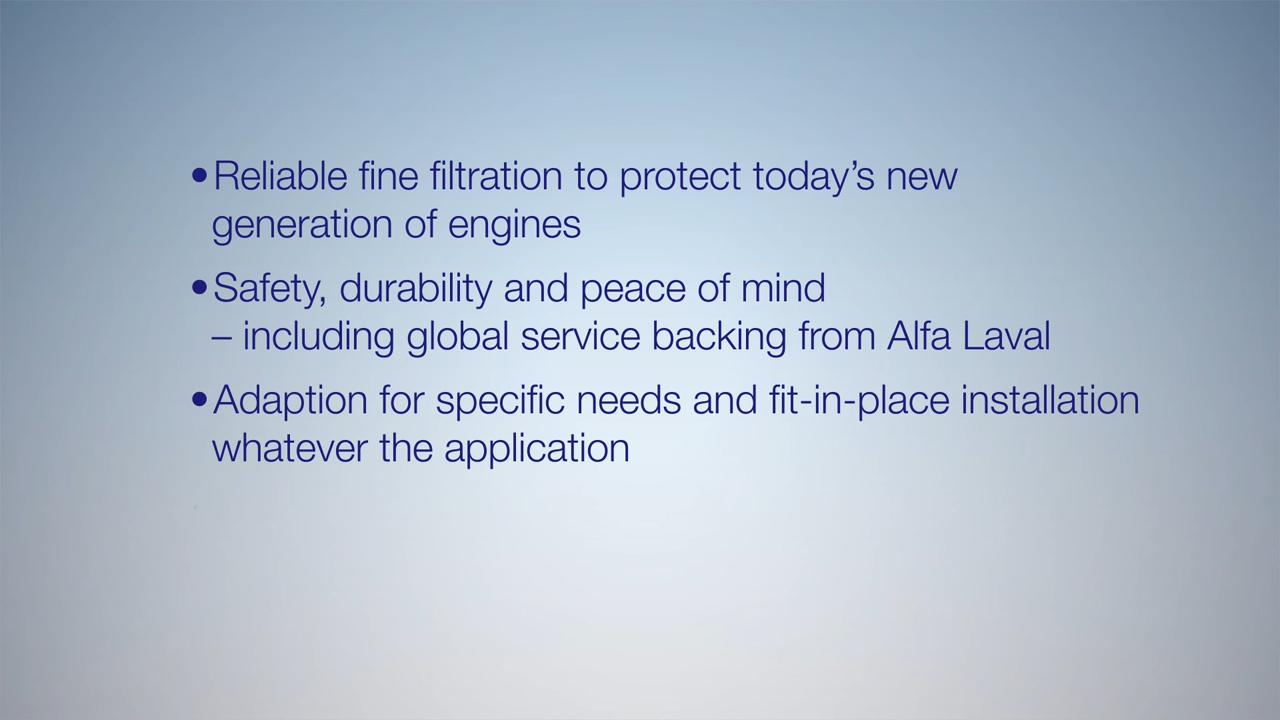 •Reliable fine filtration to protect today’s new
generation of engines
•Safety, durability and peace of mind
– including global service backing from Alfa Laval
•Adaption for specific needs and fit-in-place installation
whatever the application